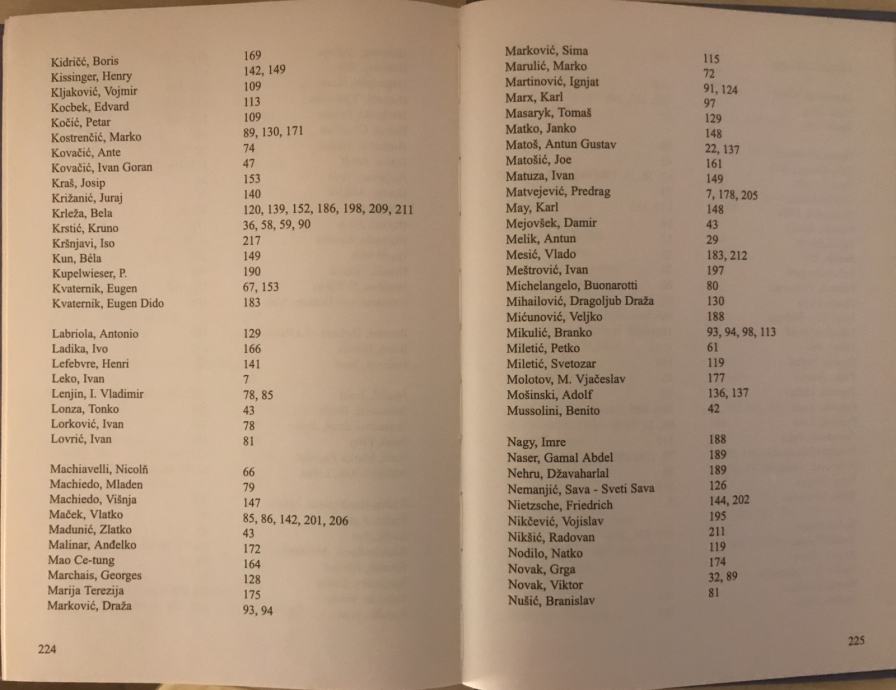 Kidričć, Boris 169
Kissinger, Henry 142, 149
Kljaković, Vojmir 109
Kocbek, Edvard 113
Kočić, Petar 109
Kostrenčić, Marko 89, 130, 171
Kovačić, Ante 74
Kovačić, Ivan Goran 47
Kraš, Josip 153
Križanić, Juraj 140
Krleža, Bela 120, 139, 152, 186, 198, 209, 211
Krstić, Kruno 36, 58, 59, 90
Kršnjavi, Iso 217
Kun, Béla 149
Kupelwieser, P. 190
Kvaternik, Eugen 67, 153
Kvaternik, Eugen Dido 183
Labriola, Antonio 129
Ladika, Ivo 166
Lefebvre, Henri 141
Leko, Ivan 7
Lenjin, I. Vladimir 78, 85
Lonza, Tonko 43
Lorković, Ivan 78
Lovrić, Ivan 81
Machiavelli, Nicolň 66
Machiedo, Mladen 79
Machiedo, Višnja 147
Maček, Vlatko 85, 86, 142, 201, 206
Madunić, Zlatko 43
Malinar, Anđelko 172
Mao Ce-tung 164
Marchais, Georges 128
Marija Terezija 175
Marković, Draža 93, 94
224
Marković, Sima 115
Marulić, Marko 72
Martinović, Ignjat 91, 124
Marx, Karl 97
Masaryk, Tomaš 129
Matko, Janko 148
Matoš, Antun Gustav 22, 137
Matošić, Joe 161
Matuza, Ivan 149
Matvejević, Predrag 7, 178, 205
May, Karl 148
Mejovšek, Damir 43
Melik, Antun 29
Mesić, Vlado 183, 212
Meštrović, Ivan 197
Michelangelo, Buonarotti 80
Mihailović, Dragoljub Draža 130
Mićunović, Veljko 188
Mikulić, Branko 93, 94, 98, 113
Miletić, Petko 61
Miletić, Svetozar 119
Molotov, M. Vjačeslav 177
Mošinski, Adolf 136, 137
Mussolini, Benito 42
Nagy, Imre 188
Naser, Gamal Abdel 189
Nehru, Džavaharlal 189
Nemanjić, Sava - Sveti Sava 126
Nietzsche, Friedrich 144, 202
Nikčević, Vojislav 195
Nikšić, Radovan 211
Nodilo, Natko 119
Novak, Grga 174
Novak, Viktor 32, 89
Nušić, Branislav 81
225